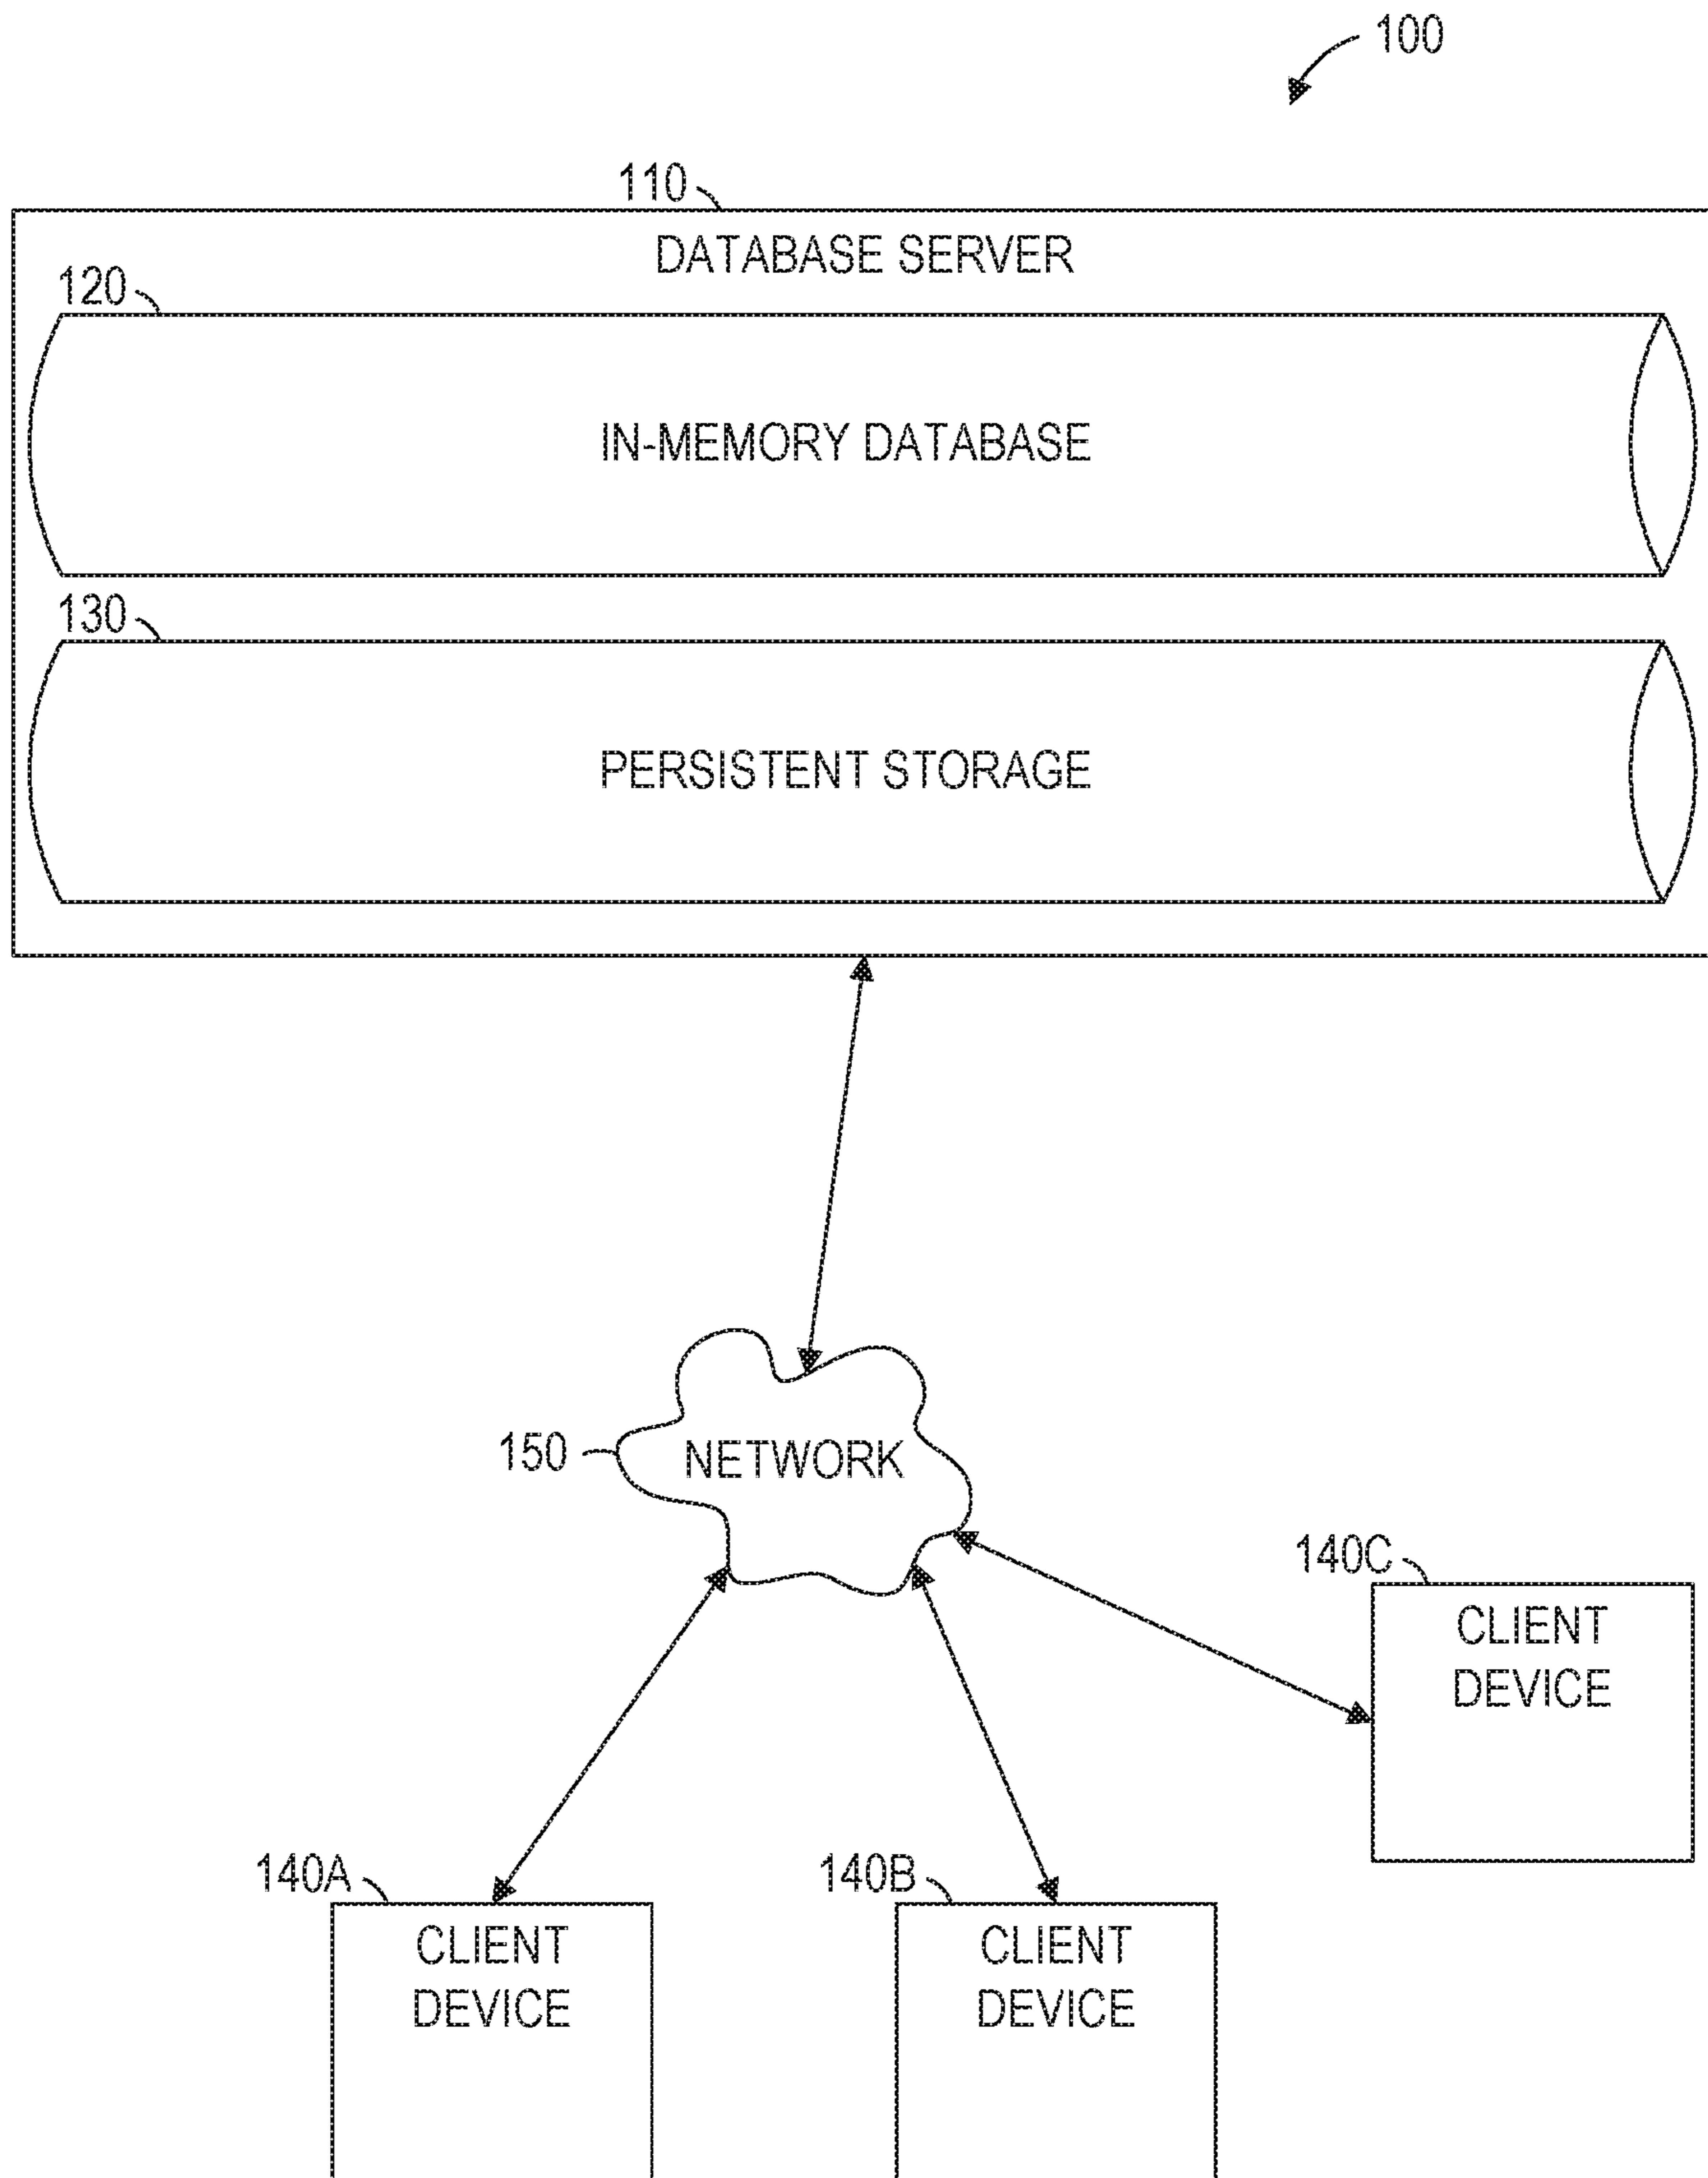 100
110
DATABASE SERVER
120
IN-MEMORY DATABASE
130
PERSISTENT STORAGE
150
NETWORK
140C
CLIENT
DEVICE
140A
CLIENT
DEVICE
140B
CLIENT
DEVICE